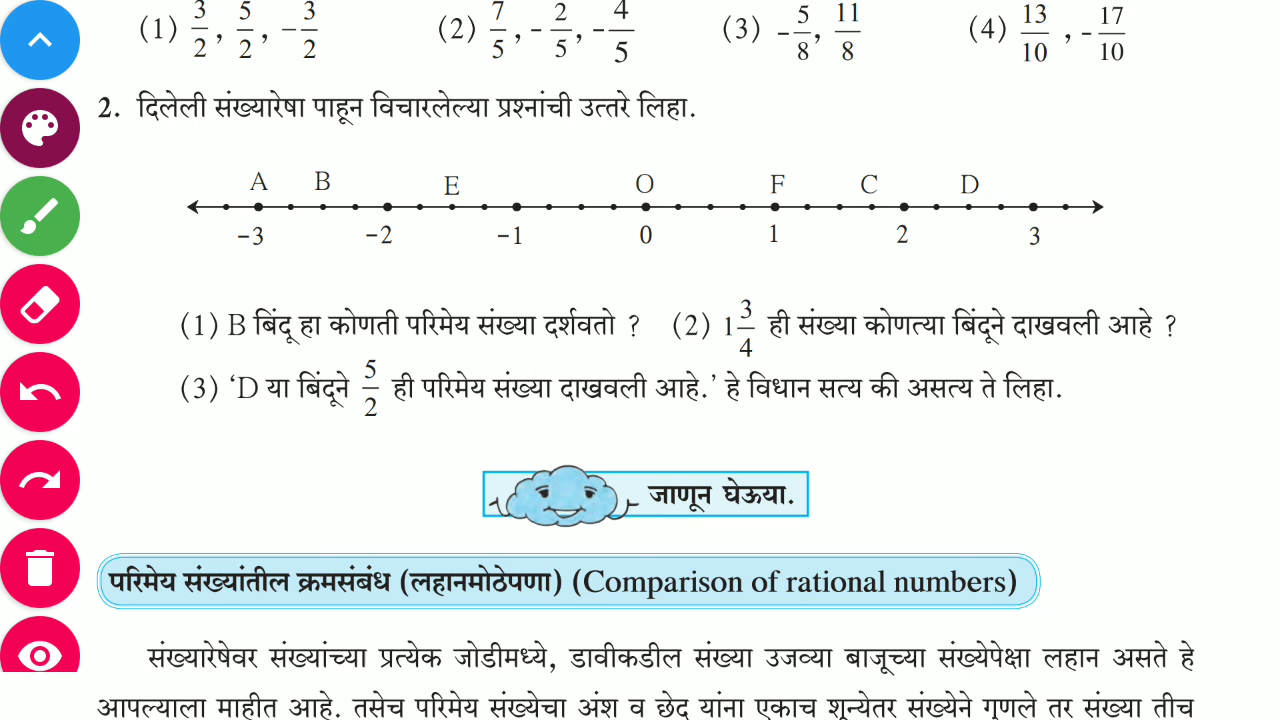 (1) 3/2, 5/2, −3/2 (2) 7/5, -2/5, -4/5 (3) -5/8, 11/8 (4) 13/10, -17/10
2. दिलेली संख्यारेषा पाहून विचारलेल्या प्रश्नांची उत्तरे लिहा.
A B E O F C D
−3 −2 −1 0 1 2 3
(1) B बिंदू हा कोणती परिमेय संख्या दर्शवतो ? (2) 1 3/4 ही संख्या कोणत्या बिंदूने दाखवली आहे ?
(3) ‘D या बिंदूने 5/2 ही परिमेय संख्या दाखवली आहे.’ हे विधान सत्य की असत्य ते लिहा.
जाणून घेऊया.
परिमेय संख्यांतील क्रमसंबंध (लहानमोठेपणा) (Comparison of rational numbers)
संख्यारेषेवर संख्यांच्या प्रत्येक जोडीमध्ये, डावीकडील संख्या उजव्या बाजूच्या संख्येपेक्षा लहान असते हे
आपल्याला माहीत आहे. तसेच परिमेय संख्येचा अंश व छेद यांना एकाच शून्येतर संख्येने गुणले तर संख्या तीच